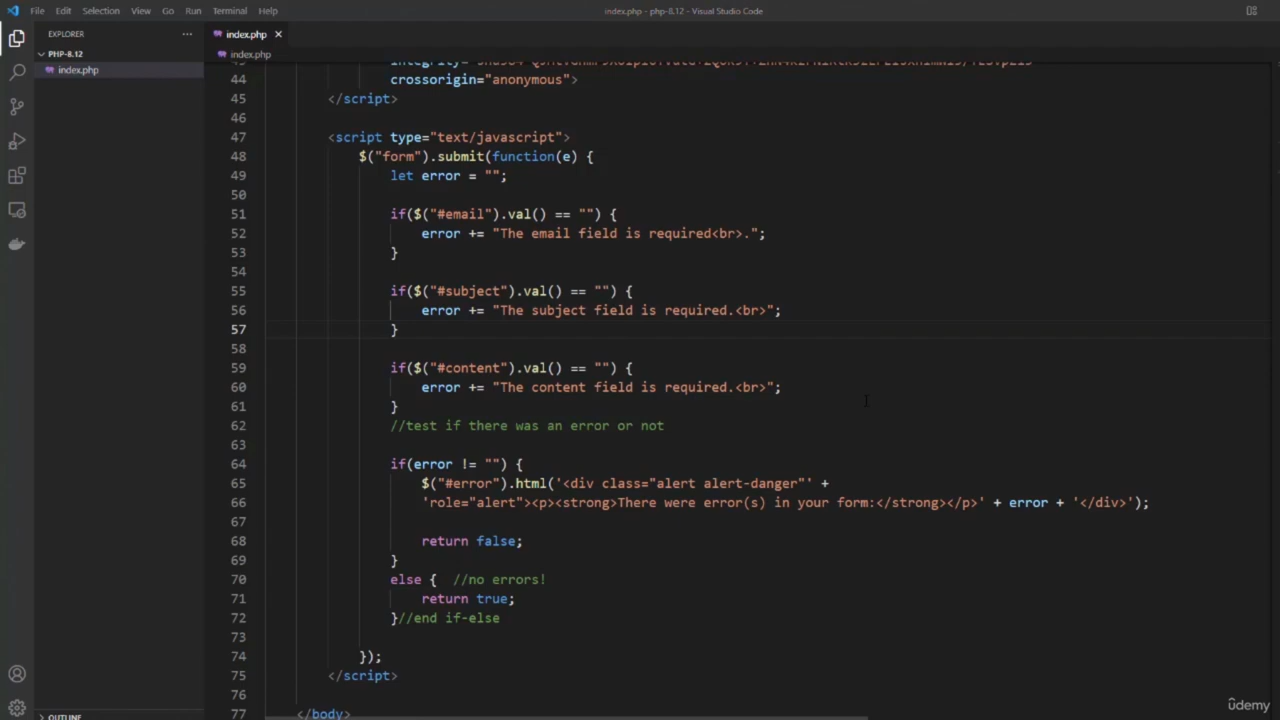 File Edit Selection View Go Run Terminal Help index.php - php-8.12 - Visual Studio Code
EXPLORER ···
PHP-8.12
index.php
OUTLINE
index.php
index.php
44 crossorigin="anonymous">
45 </script>
46
47 <script type="text/javascript">
48 $("form").submit(function(e) {
49 let error = "";
50
51 if($("#email").val() == "") {
52 error += "The email field is required<br>.";
53 }
54
55 if($("#subject").val() == "") {
56 error += "The subject field is required.<br>";
57 }
58
59 if($("#content").val() == "") {
60 error += "The content field is required.<br>";
61 }
62 //test if there was an error or not
63
64 if(error != "") {
65 $("#error").html('<div class="alert alert-danger"' +
66 'role="alert"><p><strong>There were error(s) in your form:</strong></p>' + error + '</div>');
67
68 return false;
69 }
70 else { //no errors!
71 return true;
72 }//end if-else
73
74 });
75 </script>
76
77 </body>
ûdemy